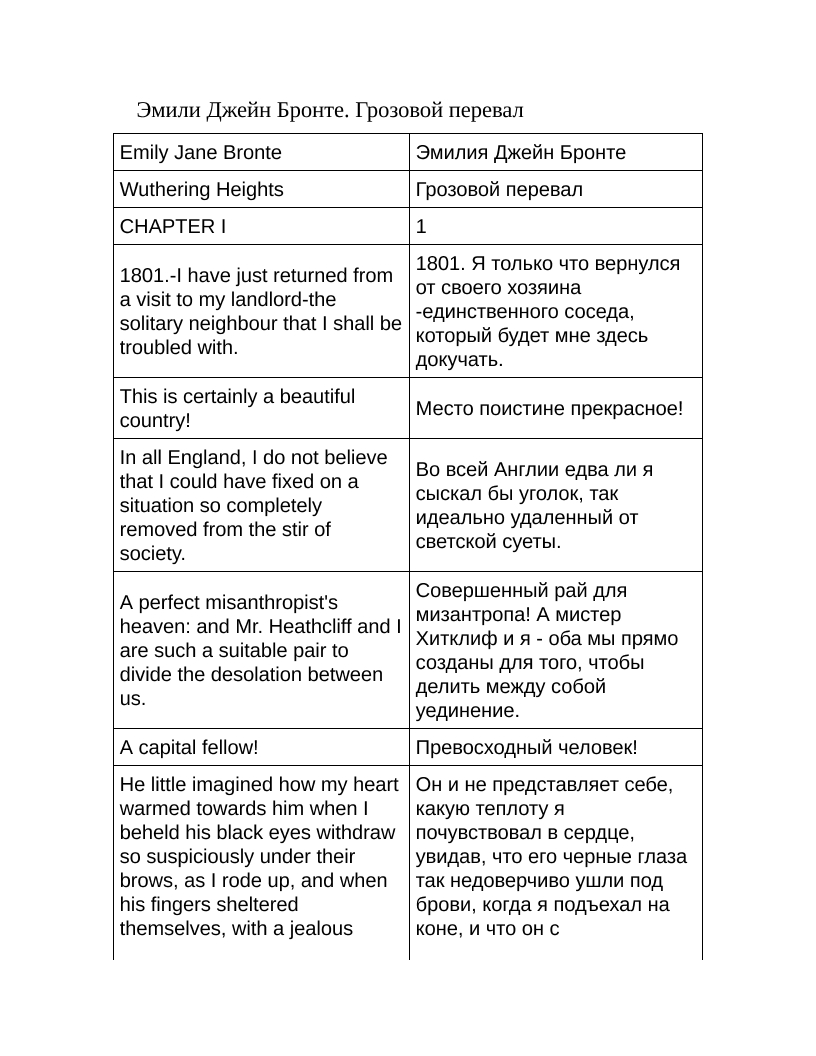 Эмили Джейн Бронте. Грозовой перевал
Emily Jane Bronte
Эмилия Джейн Бронте
Wuthering Heights
Грозовой перевал
CHAPTER I
1
1801.-I have just returned from
a visit to my landlord-the
solitary neighbour that I shall be
troubled with.
1801. Я только что вернулся
от своего хозяина
-единственного соседа,
который будет мне здесь
докучать.
This is certainly a beautiful
country!
Место поистине прекрасное!
In all England, I do not believe
that I could have fixed on a
situation so completely
removed from the stir of
society.
Во всей Англии едва ли я
сыскал бы уголок, так
идеально удаленный от
светской суеты.
A perfect misanthropist's
heaven: and Mr. Heathcliff and I
are such a suitable pair to
divide the desolation between
us.
Совершенный рай для
мизантропа! А мистер
Хитклиф и я - оба мы прямо
созданы для того, чтобы
делить между собой
уединение.
A capital fellow!
Превосходный человек!
He little imagined how my heart
warmed towards him when I
beheld his black eyes withdraw
so suspiciously under their
brows, as I rode up, and when
his fingers sheltered
themselves, with a jealous
Он и не представляет себе,
какую теплоту я
почувствовал в сердце,
увидав, что его черные глаза
так недоверчиво ушли под
брови, когда я подъехал на
коне, и что он с